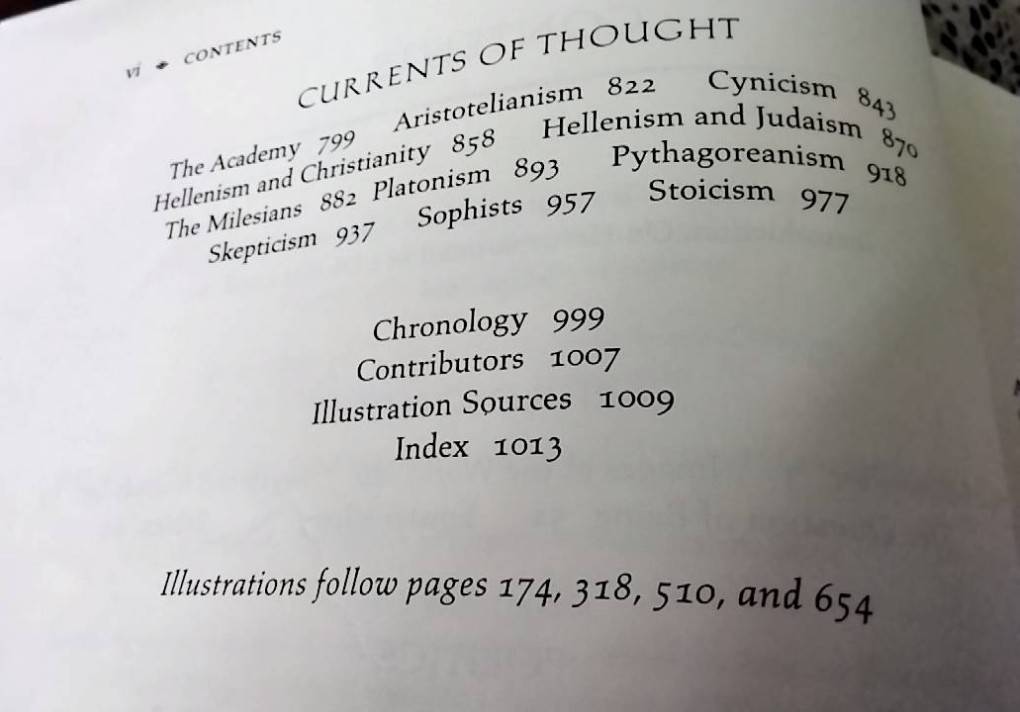 vi ❧ CONTENTS
CURRENTS OF THOUGHT
The Academy 799 Aristotelianism 822 Cynicism 843
Hellenism and Christianity 858 Hellenism and Judaism 870
The Milesians 882 Platonism 893 Pythagoreanism 918
Skepticism 937 Sophists 957 Stoicism 977
Chronology 999
Contributors 1007
Illustration Sources 1009
Index 1013
Illustrations follow pages 174, 318, 510, and 654